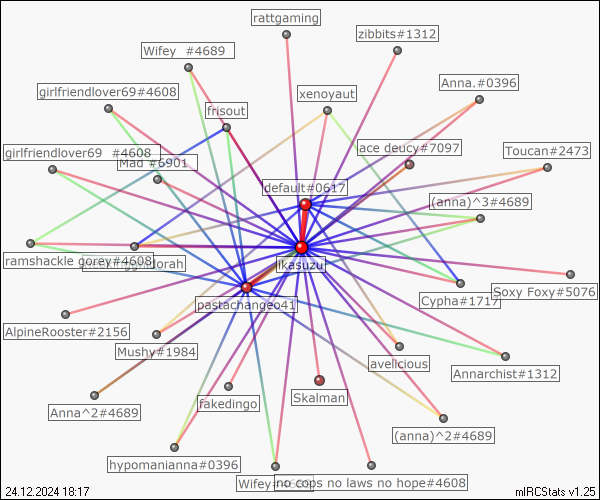 rattgaming
zibbits#1312
Wifey  #4689
Anna.#0396
girlfriendlover69#4608
xenoyaut
frisout
ace deucy#7097
girlfriendlover69  #4608
Toucan#2473
Mad #6901
default#0617
(anna)^3#4689
ramshackle gorey#4608
ikasuzu
Soxy Foxy#5076
Cypha#1717
pastachangeo41
AlpineRooster#2156
Mushy#1984
avelicious
Annarchist#1312
Skalman
fakedingo
Anna^2#4689
(anna)^2#4689
hypomanianna#0396
Wifey
no cops no laws no hope#4608
24.12.2024 18:17
mIRCStats v1.25